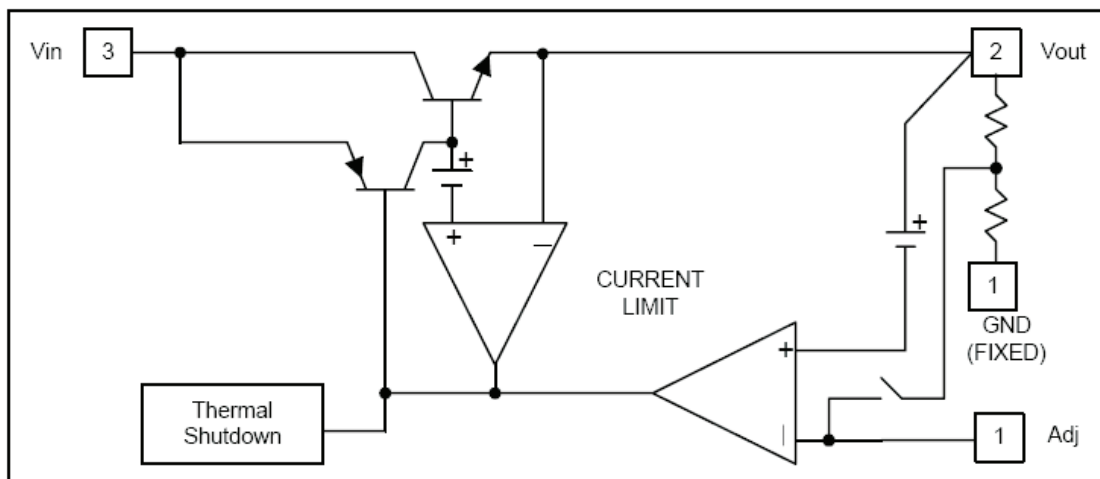 Vin 3
2 Vout
+
+ –
+
CURRENT
LIMIT
1
GND
(FIXED)
+
–
Thermal
Shutdown
1 Adj